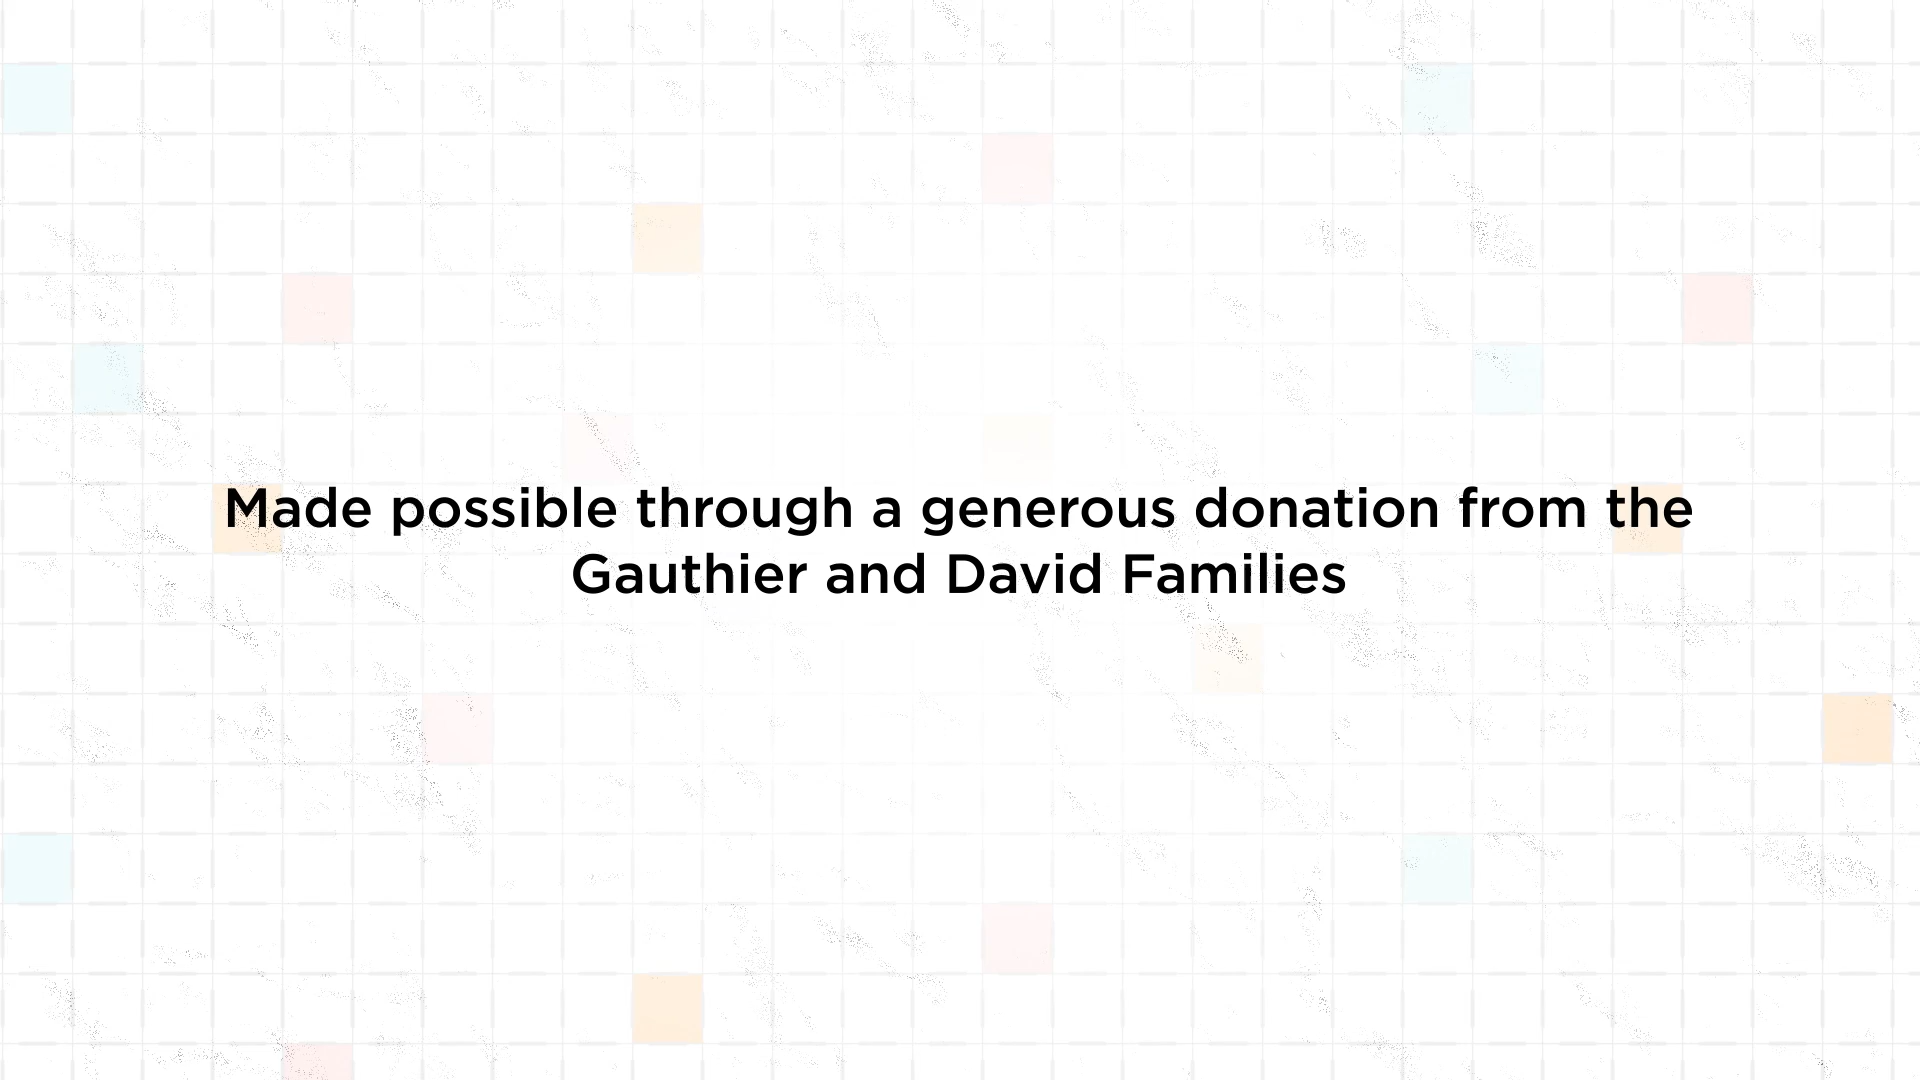 Made possible through a generous donation from the
Gauthier and David Families